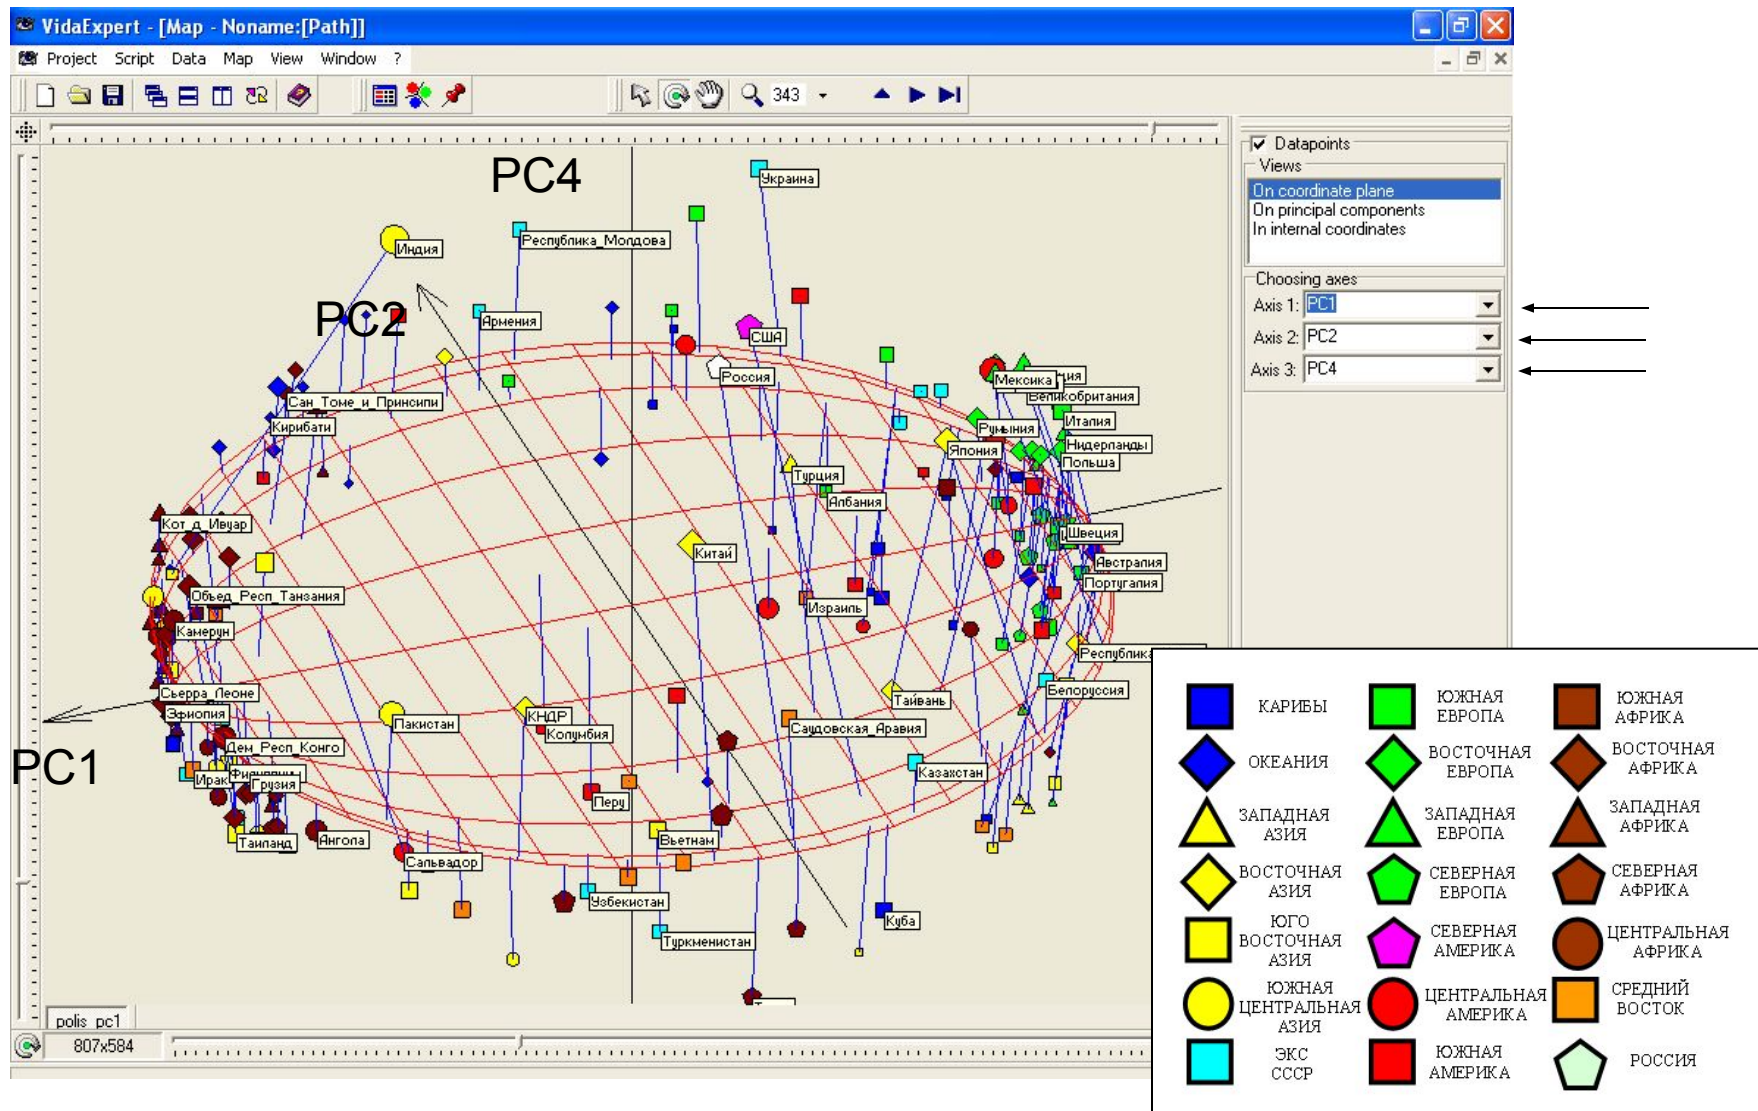 VidaExpert - [Map - Noname:[Path]]
Project Script Data Map View Window ?
343
Datapoints
Views
On coordinate plane
On principal components
In internal coordinates
Choosing axes
Axis 1: PC1
Axis 2: PC2
Axis 3: PC4
PC4
Украина
Республика_Молдова
Индия
PC2
Армения
США
Россия
Мексика
Великобритания
Сан_Томе_и_Принсипи
Кирибати
Италия
Румыния
Нидерланды
Япония
Польша
Турция
Албания
Кот_д_Ивуар
Швеция
Китай
Австралия
Португалия
Объед_Респ_Танзания
Израиль
Камерун
Республика
Сьерра_Леоне
Белоруссия
Тайвань
Эфиопия
Пакистан
КНДР
Колумбия
Саудовская_Аравия
Дем_Респ_Конго
PC1
Ирак
Грузия
Казахстан
Перу
Таиланд
Ангола
Вьетнам
Сальвадор
Узбекистан
Куба
Туркменистан
polis_pc1
807x584
КАРИБЫ
ЮЖНАЯ
ЕВРОПА
ЮЖНАЯ
АФРИКА
ОКЕАНИЯ
ВОСТОЧНАЯ
ЕВРОПА
ВОСТОЧНАЯ
АФРИКА
ЗАПАДНАЯ
АЗИЯ
ЗАПАДНАЯ
ЕВРОПА
ЗАПАДНАЯ
АФРИКА
ВОСТОЧНАЯ
АЗИЯ
СЕВЕРНАЯ
ЕВРОПА
СЕВЕРНАЯ
АФРИКА
ЮГО
ВОСТОЧНАЯ
АЗИЯ
СЕВЕРНАЯ
АМЕРИКА
ЦЕНТРАЛЬНАЯ
АФРИКА
ЮЖНАЯ
ЦЕНТРАЛЬНАЯ
АЗИЯ
ЦЕНТРАЛЬНАЯ
АМЕРИКА
СРЕДНИЙ
ВОСТОК
ЭКС
СССР
ЮЖНАЯ
АМЕРИКА
РОССИЯ